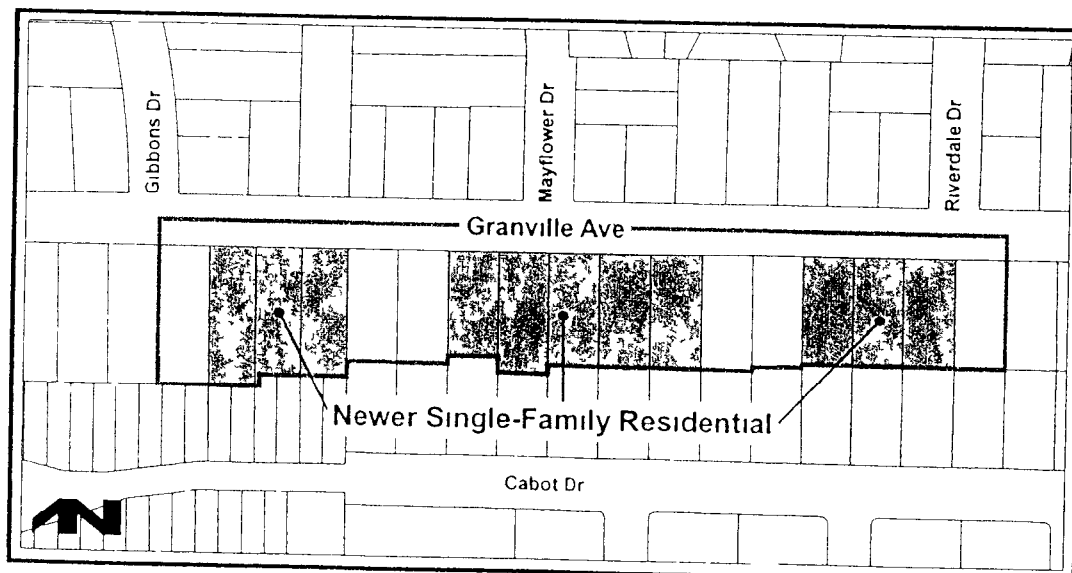 Gibbons Dr
Mayflower Dr
Riverdale Dr
Granville Ave
Newer Single-Family Residential
Cabot Dr
N